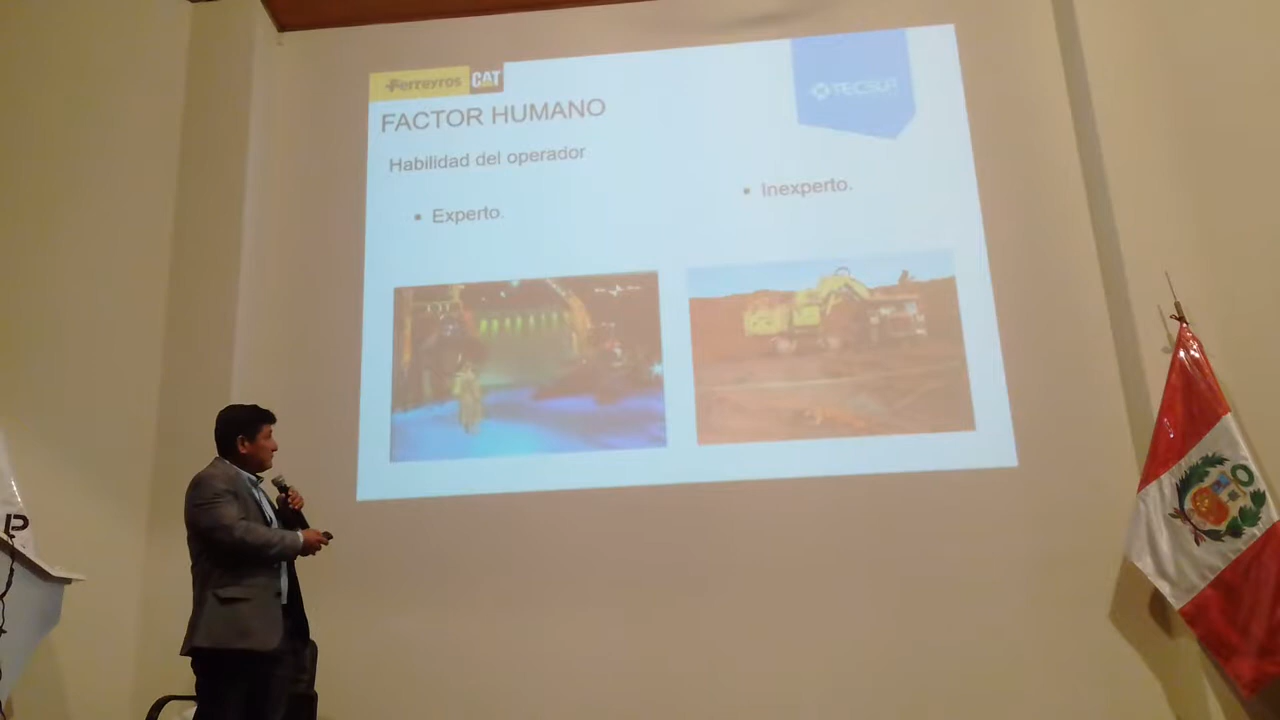 Ferreyros CAT
TECSUP
FACTOR HUMANO
Habilidad del operador
• Experto.
• Inexperto.
P